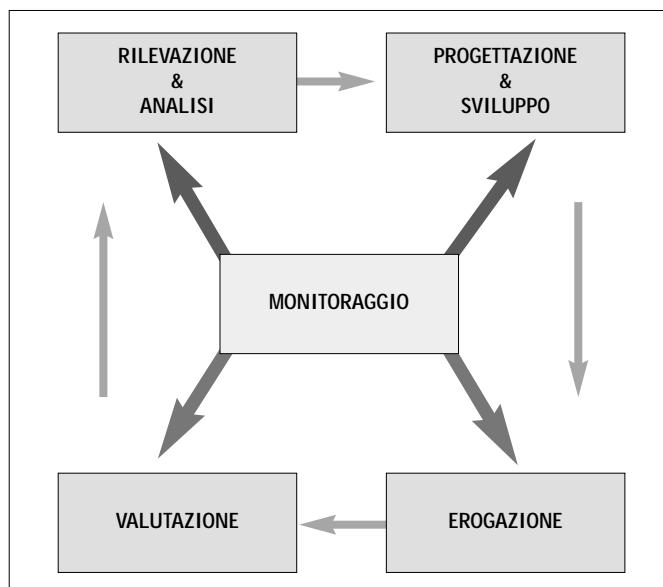 RILEVAZIONE
&
ANALISI
PROGETTAZIONE
&
SVILUPPO
MONITORAGGIO
VALUTAZIONE
EROGAZIONE